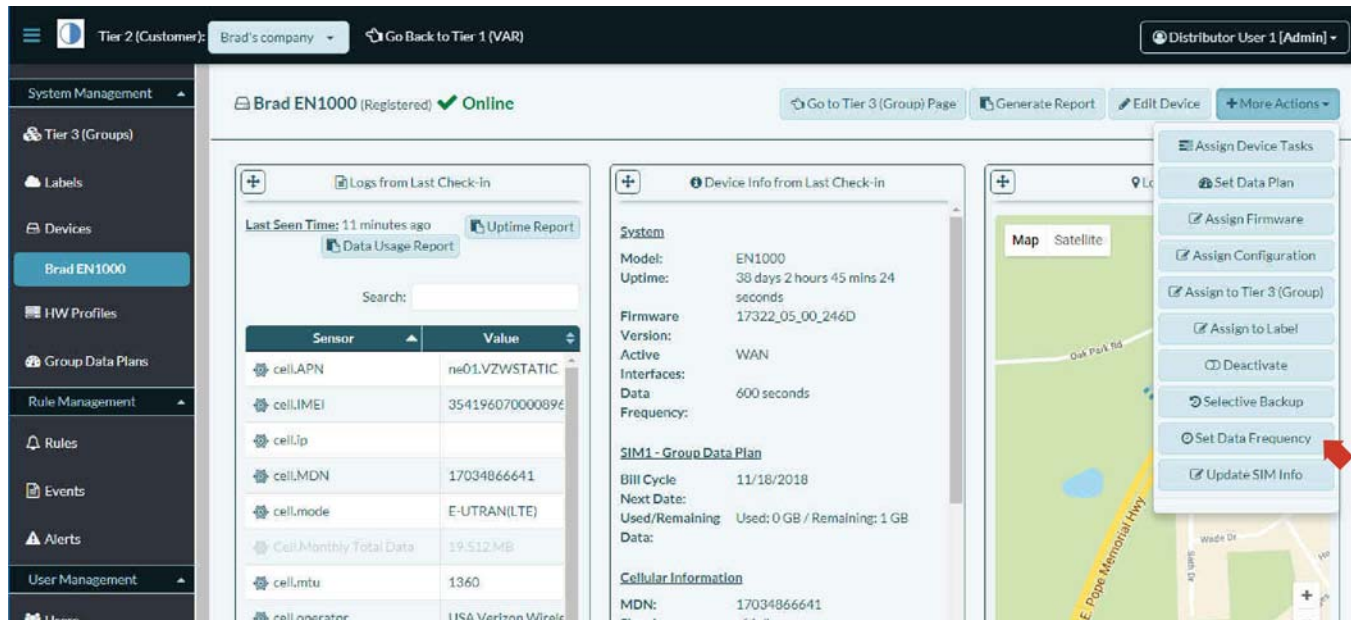 Tier 2 (Customer): Brad's company Go Back to Tier 1 (VAR) Distributor User 1 [Admin]
System Management
Tier 3 (Groups)
Labels
Devices
Brad EN1000
HW Profiles
Group Data Plans
Rule Management
Rules
Events
Alerts
User Management
Users
Brad EN1000 (Registered) Online
Go to Tier 3 (Group) Page Generate Report Edit Device +More Actions
Logs from Last Check-in
Last Seen Time: 11 minutes ago Uptime Report
Data Usage Report
Search:
Sensor Value
cell.APN ne01.VZWSTATIC
cell.IMEI 35419607000089
cell.ip
cell.MDN 17034866641
cell.mode E-UTRAN(LTE)
Cell.Monthly Total Data 19.512 MB
cell.mtu 1360
cell.operator USA Verizon Wirele
Device Info from Last Check-in
System
Model: EN1000
Uptime: 38 days 2 hours 45 mins 24
seconds
Firmware 17322_05_00_246D
Version:
Active WAN
Interfaces:
Data 600 seconds
Frequency:
SIM1 - Group Data Plan
Bill Cycle 11/18/2018
Next Date:
Used/Remaining Used: 0 GB / Remaining: 1 GB
Data:
Cellular Information
MDN: 17034866641
Lo
Map Satellite
Oak Park Rd
E. Pope Memorial Hwy
Wade Dr
Seth Dr
+
Assign Device Tasks
Set Data Plan
Assign Firmware
Assign Configuration
Assign to Tier 3 (Group)
Assign to Label
Deactivate
Selective Backup
Set Data Frequency
Update SIM Info